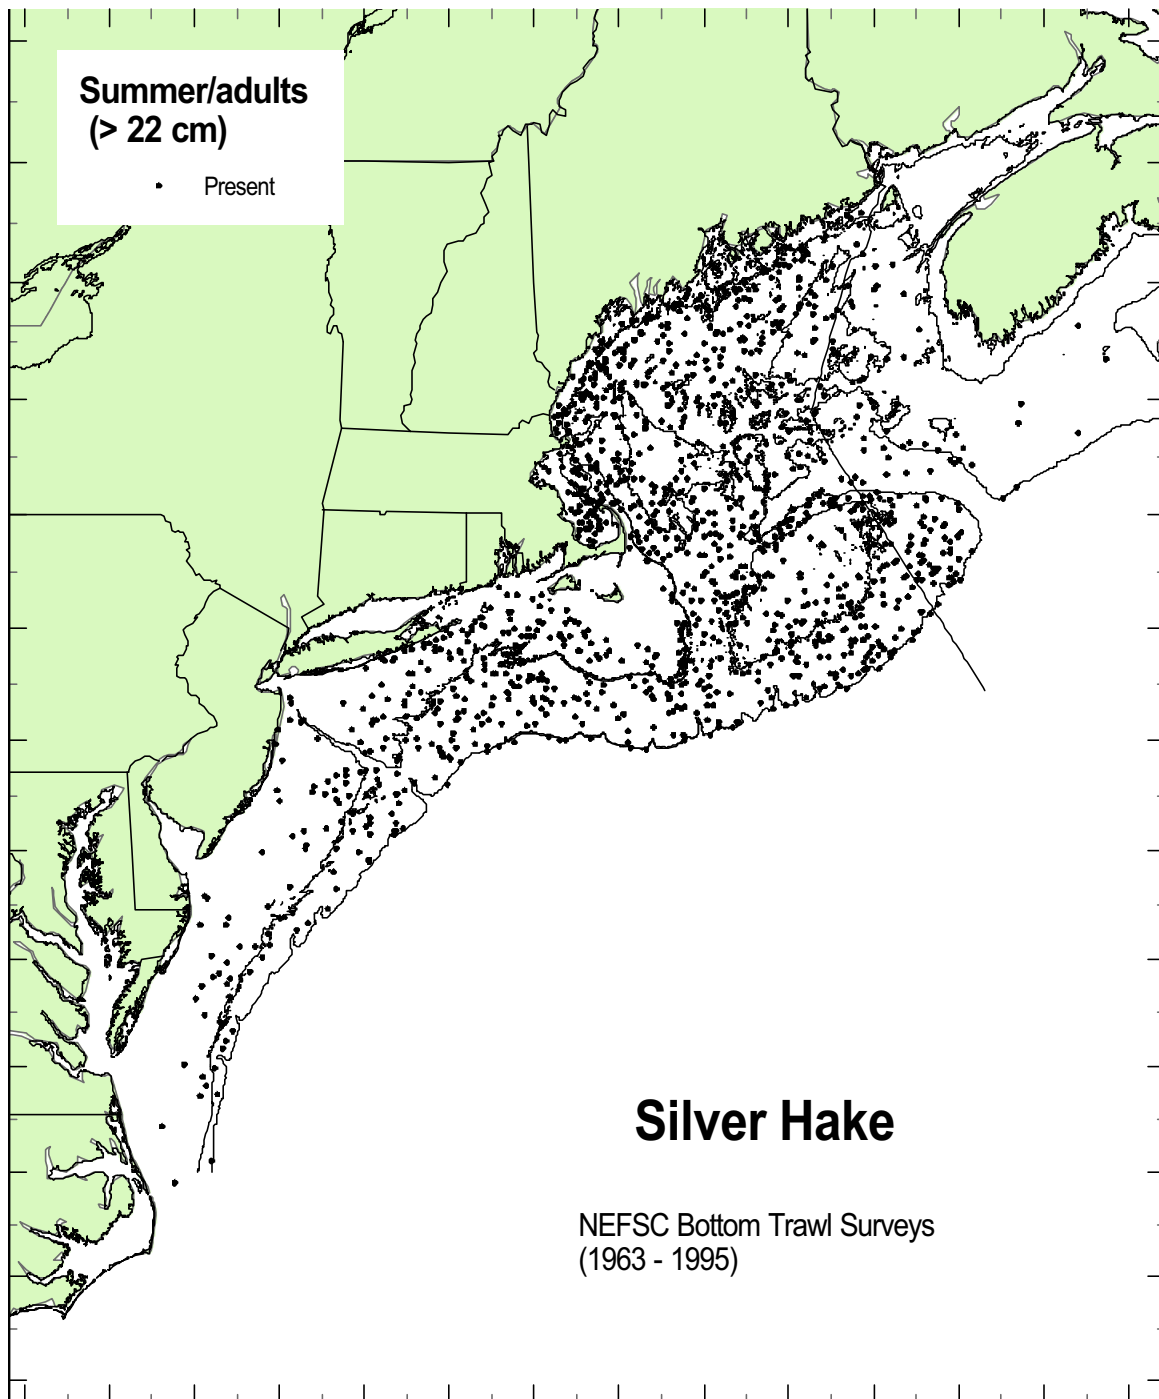 Summer/adults
(> 22 cm)
Present
Silver Hake
NEFSC Bottom Trawl Surveys
(1963 - 1995)